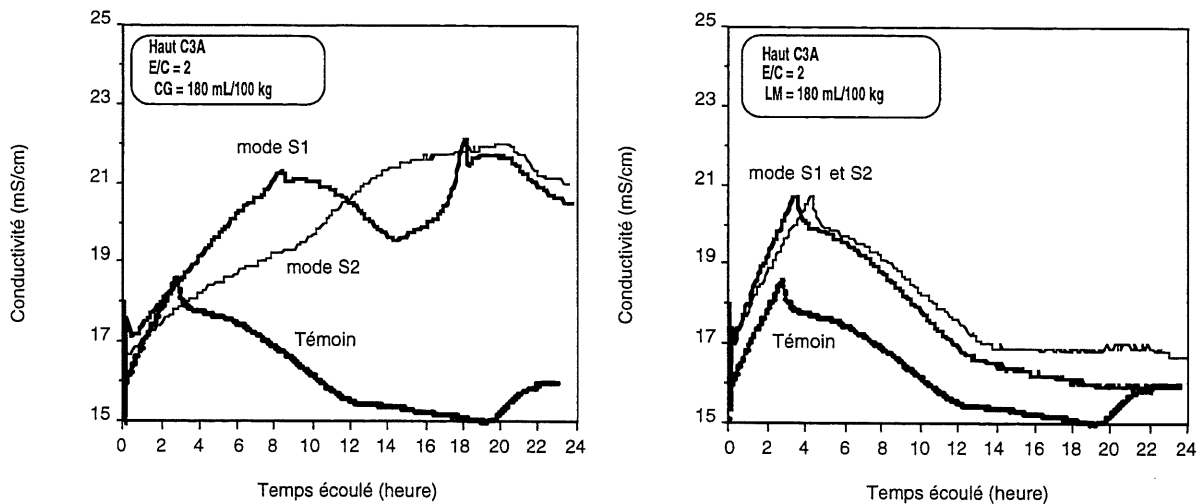 25
23
21
19
17
15
Conductivité (mS/cm)
Haut C3A
E/C = 2
CG = 180 mL/100 kg
mode S1
mode S2
Témoin
0 2 4 6 8 10 12 14 16 18 20 22 24
Temps écoulé (heure)
25
23
21
19
17
15
Conductivité (mS/cm)
Haut C3A
E/C = 2
LM = 180 mL/100 kg
mode S1 et S2
Témoin
0 2 4 6 8 10 12 14 16 18 20 22 24
Temps écoulé (heure)